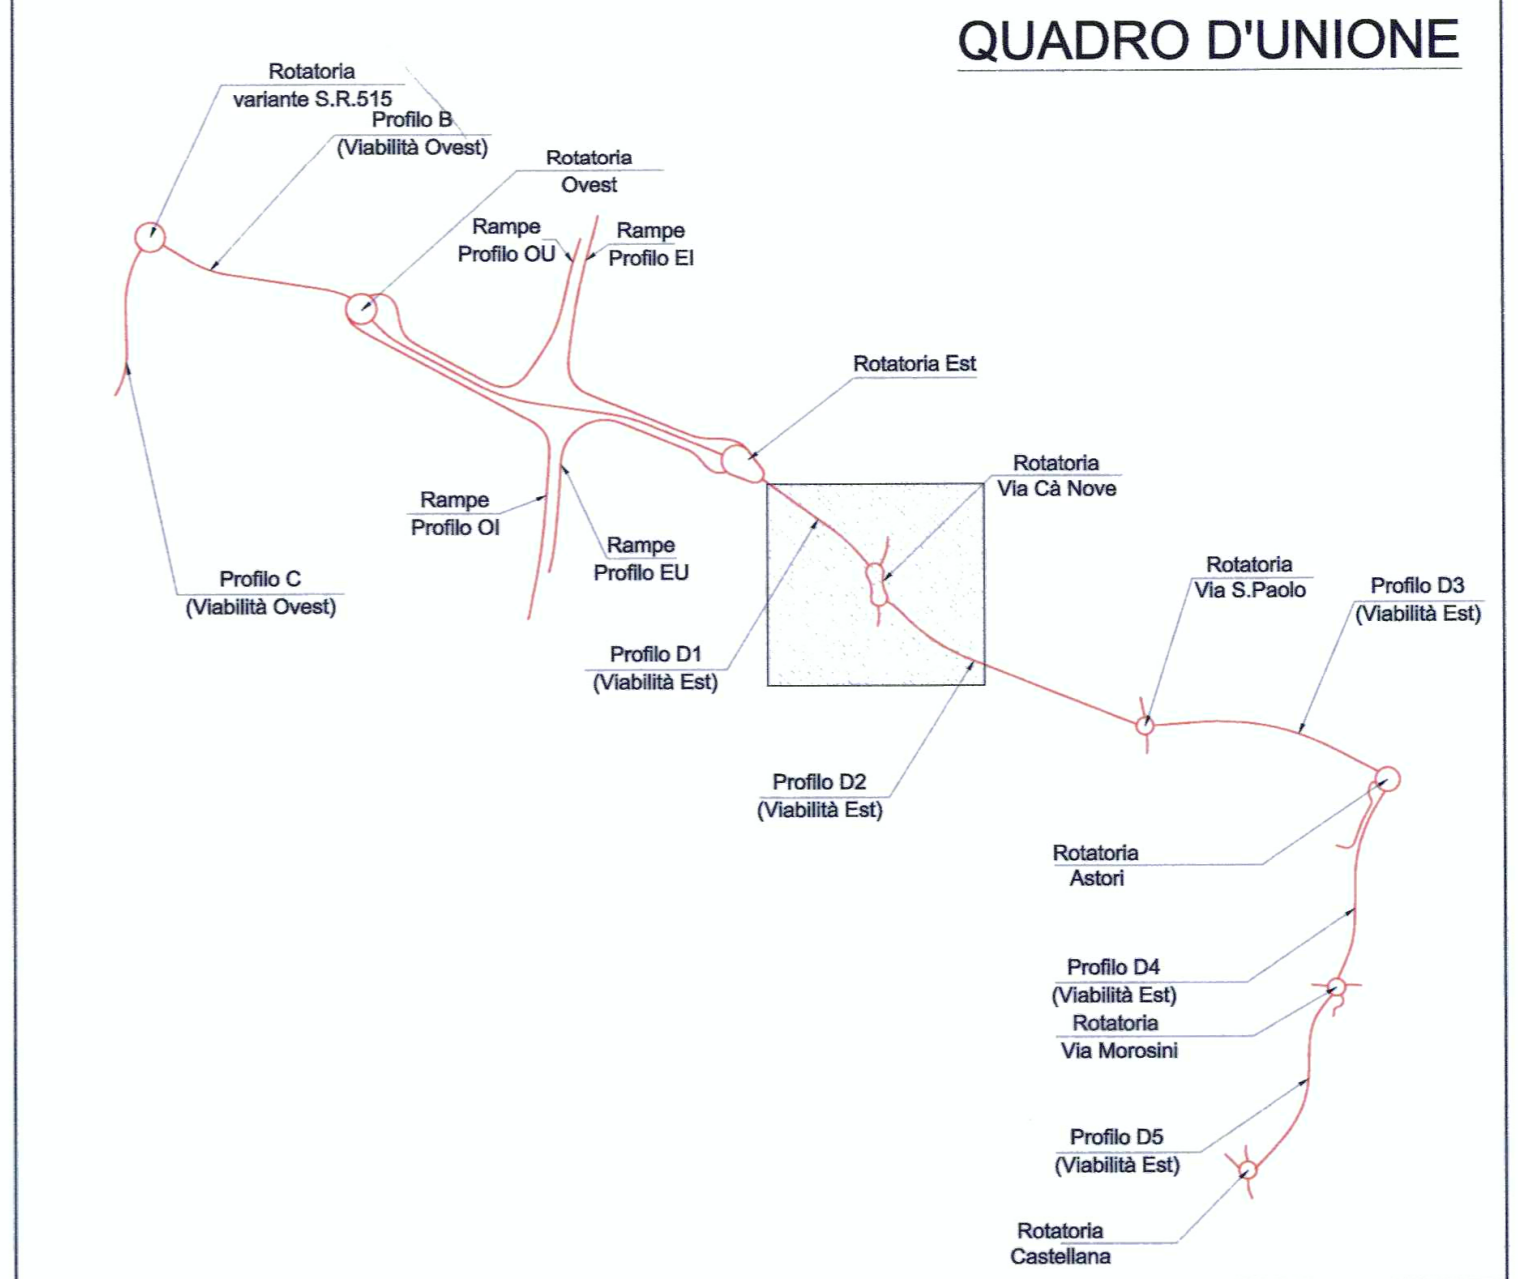 QUADRO D'UNIONE
Rotatoria
variante S.R.515
Profilo B
(Viabilità Ovest)
Rotatoria
Ovest
Rampe
Profilo OU
Rampe
Profilo EI
Rotatoria Est
Rotatoria
Via Cà Nove
Rampe
Profilo OI
Rampe
Profilo EU
Profilo C
(Viabilità Ovest)
Rotatoria
Via S.Paolo
Profilo D3
(Viabilità Est)
Profilo D1
(Viabilità Est)
Profilo D2
(Viabilità Est)
Rotatoria
Astori
Profilo D4
(Viabilità Est)
Rotatoria
Via Morosini
Profilo D5
(Viabilità Est)
Rotatoria
Castellana